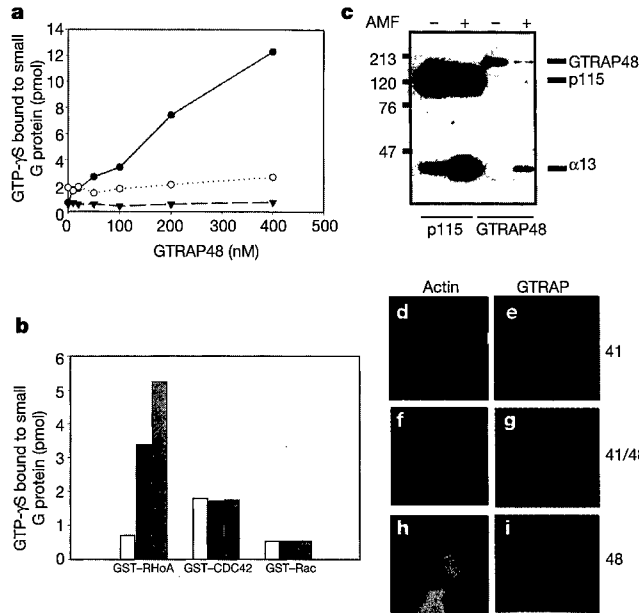 a
GTP-γS bound to small
G protein (pmol)
14
12
10
8
6
4
2
0
0 100 200 300 400 500
GTRAP48 (nM)
b
GTP-γS bound to small
G protein (pmol)
6
5
4
3
2
1
0
GST–RHoA GST–CDC42 GST–Rac
c
AMF – + – +
213
120
76
47
GTRAP48
p115
α13
p115 GTRAP48
Actin GTRAP
d e 41
f g 41/48
h i 48